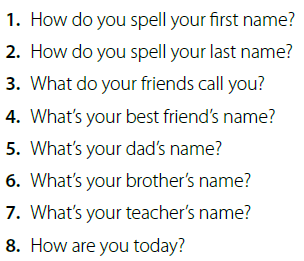 1. How do you spell your first name?
2. How do you spell your last name?
3. What do your friends call you?
4. What's your best friend's name?
5. What's your dad's name?
6. What's your brother's name?
7. What's your teacher's name?
8. How are you today?